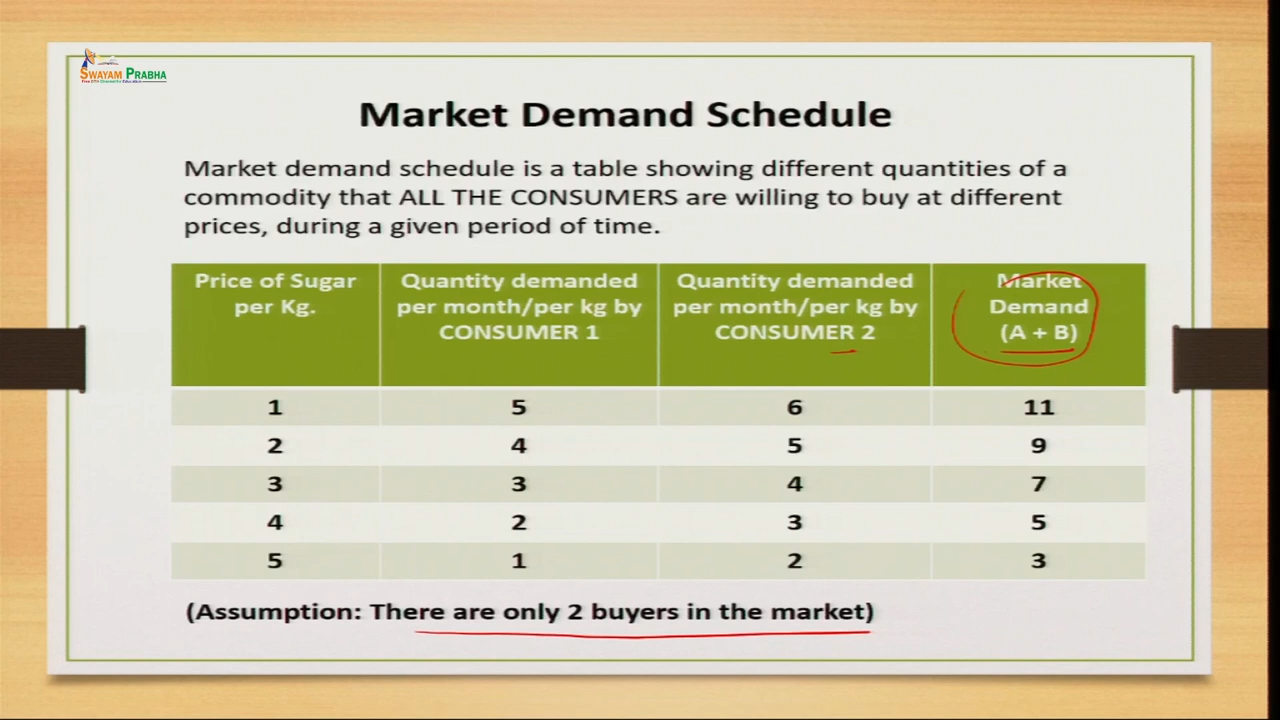 SWAYAM PRABHA
Market Demand Schedule
Market demand schedule is a table showing different quantities of a
commodity that ALL THE CONSUMERS are willing to buy at different
prices, during a given period of time.
Price of Sugar per Kg. Quantity demanded per month/per kg by CONSUMER 1 Quantity demanded per month/per kg by CONSUMER 2 Market Demand (A + B)
1 5 6 11
2 4 5 9
3 3 4 7
4 2 3 5
5 1 2 3
(Assumption: There are only 2 buyers in the market)